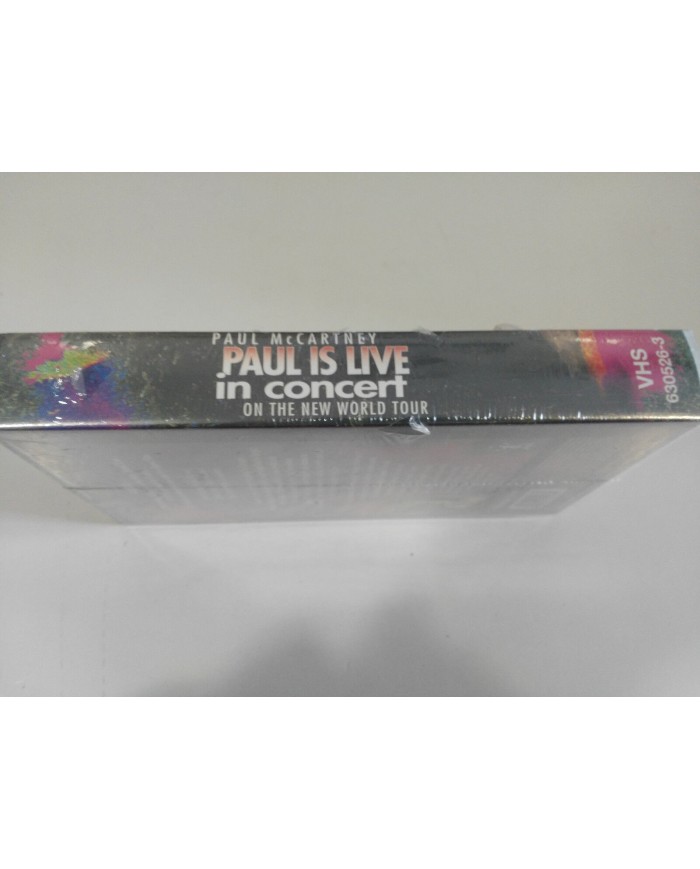 PAUL McCARTNEY
PAUL IS LIVE
in concert
ON THE NEW WORLD TOUR
VHS
630526-3